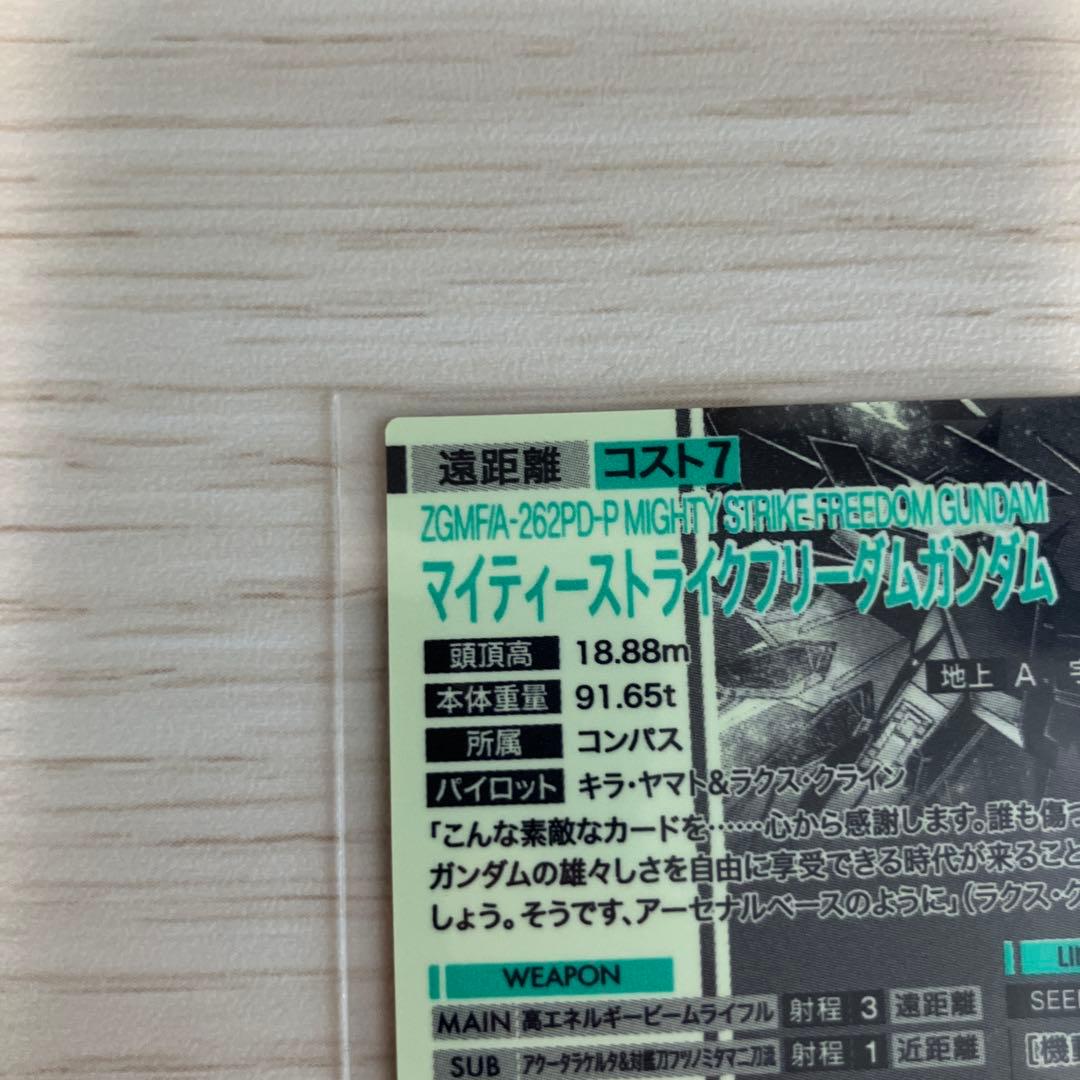 遠距離 コスト7
ZGMF/A-262PD-P MIGHTY STRIKE FREEDOM GUNDAM
マイティーストライクフリーダムガンダム
頭頂高 18.88m
本体重量 91.65t 地上 A
所属 コンパス
パイロット キラ・ヤマト&ラクス・クライン
「こんな素敵なカードを……心から感謝します。誰も傷つ
ガンダムの雄々しさを自由に享受できる時代が来ること
しょう。そうです、アーセナルベースのように」(ラクス・ク
WEAPON LI
MAIN 高エネルギービームライフル 射程 3 遠距離 SEE
SUB アクータラケルタ&対艦刀フツノミタマ二刀流 射程 1 近距離 [機動